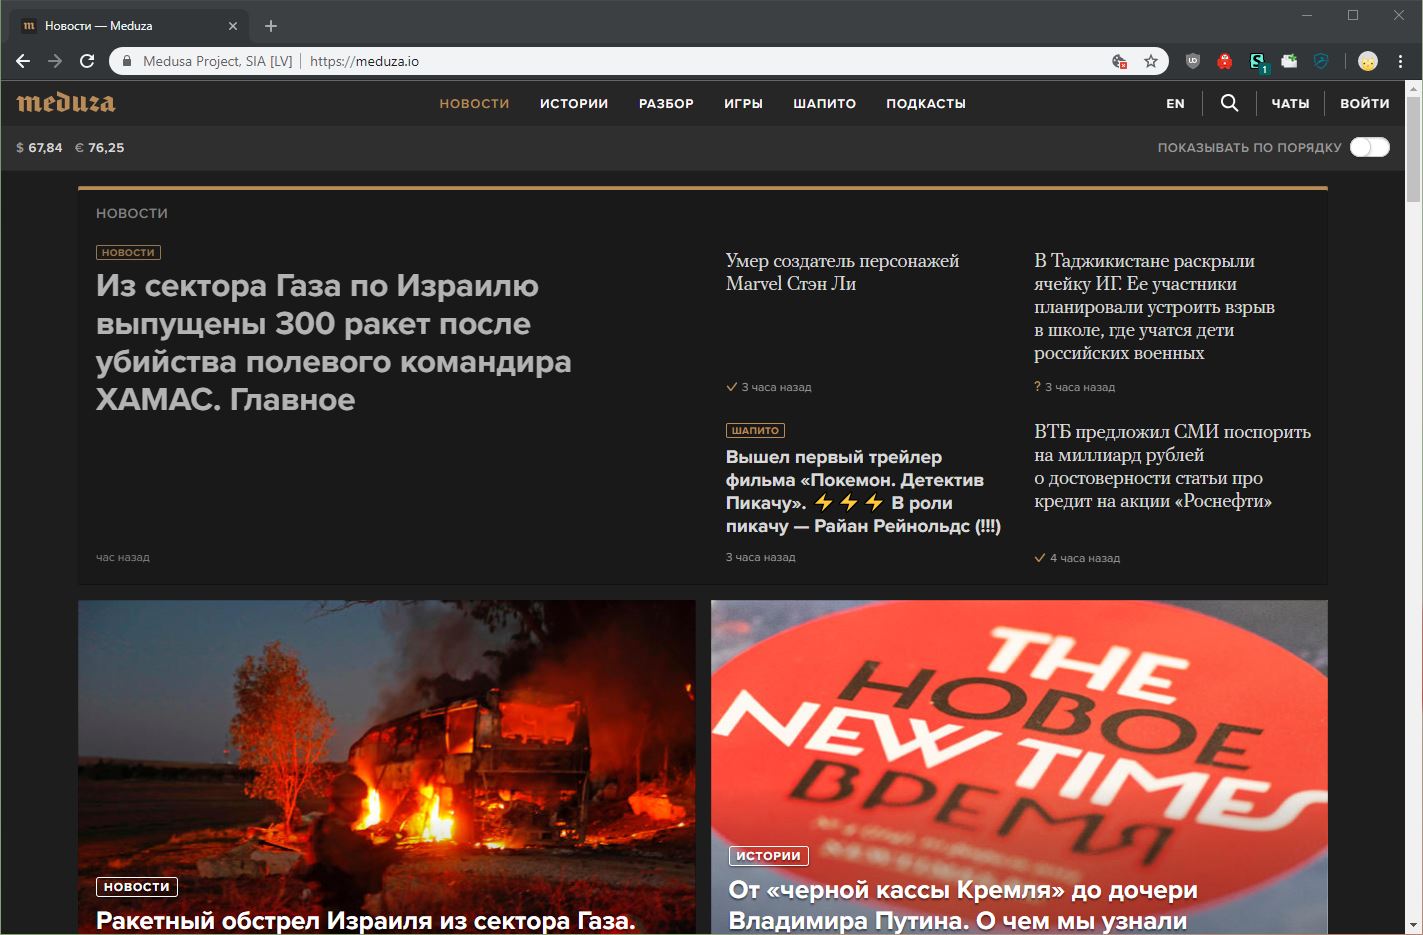 Новости — Meduza
Medusa Project, SIA [LV] | https://meduza.io
1
meduza
НОВОСТИ ИСТОРИИ РАЗБОР ИГРЫ ШАПИТО ПОДКАСТЫ
EN ЧАТЫ ВОЙТИ
$ 67,84 € 76,25
ПОКАЗЫВАТЬ ПО ПОРЯДКУ
НОВОСТИ
НОВОСТИ
Из сектора Газа по Израилю
выпущены 300 ракет после
убийства полевого командира
ХАМАС. Главное
час назад
Умер создатель персонажей
Marvel Стэн Ли
3 часа назад
В Таджикистане раскрыли
ячейку ИГ. Ее участники
планировали устроить взрыв
в школе, где учатся дети
российских военных
? 3 часа назад
ШАПИТО
Вышел первый трейлер
фильма «Покемон. Детектив
Пикачу». ⚡⚡⚡ В роли
пикачу — Райан Рейнольдс (!!!)
3 часа назад
ВТБ предложил СМИ поспорить
на миллиард рублей
о достоверности статьи про
кредит на акции «Роснефти»
4 часа назад
НОВОСТИ
Ракетный обстрел Израиля из сектора Газа.
THE
НОВОЕ
NEW TIMES
ВРЕМЯ
ИСТОРИИ
От «черной кассы Кремля» до дочери
Владимира Путина. О чем мы узнали